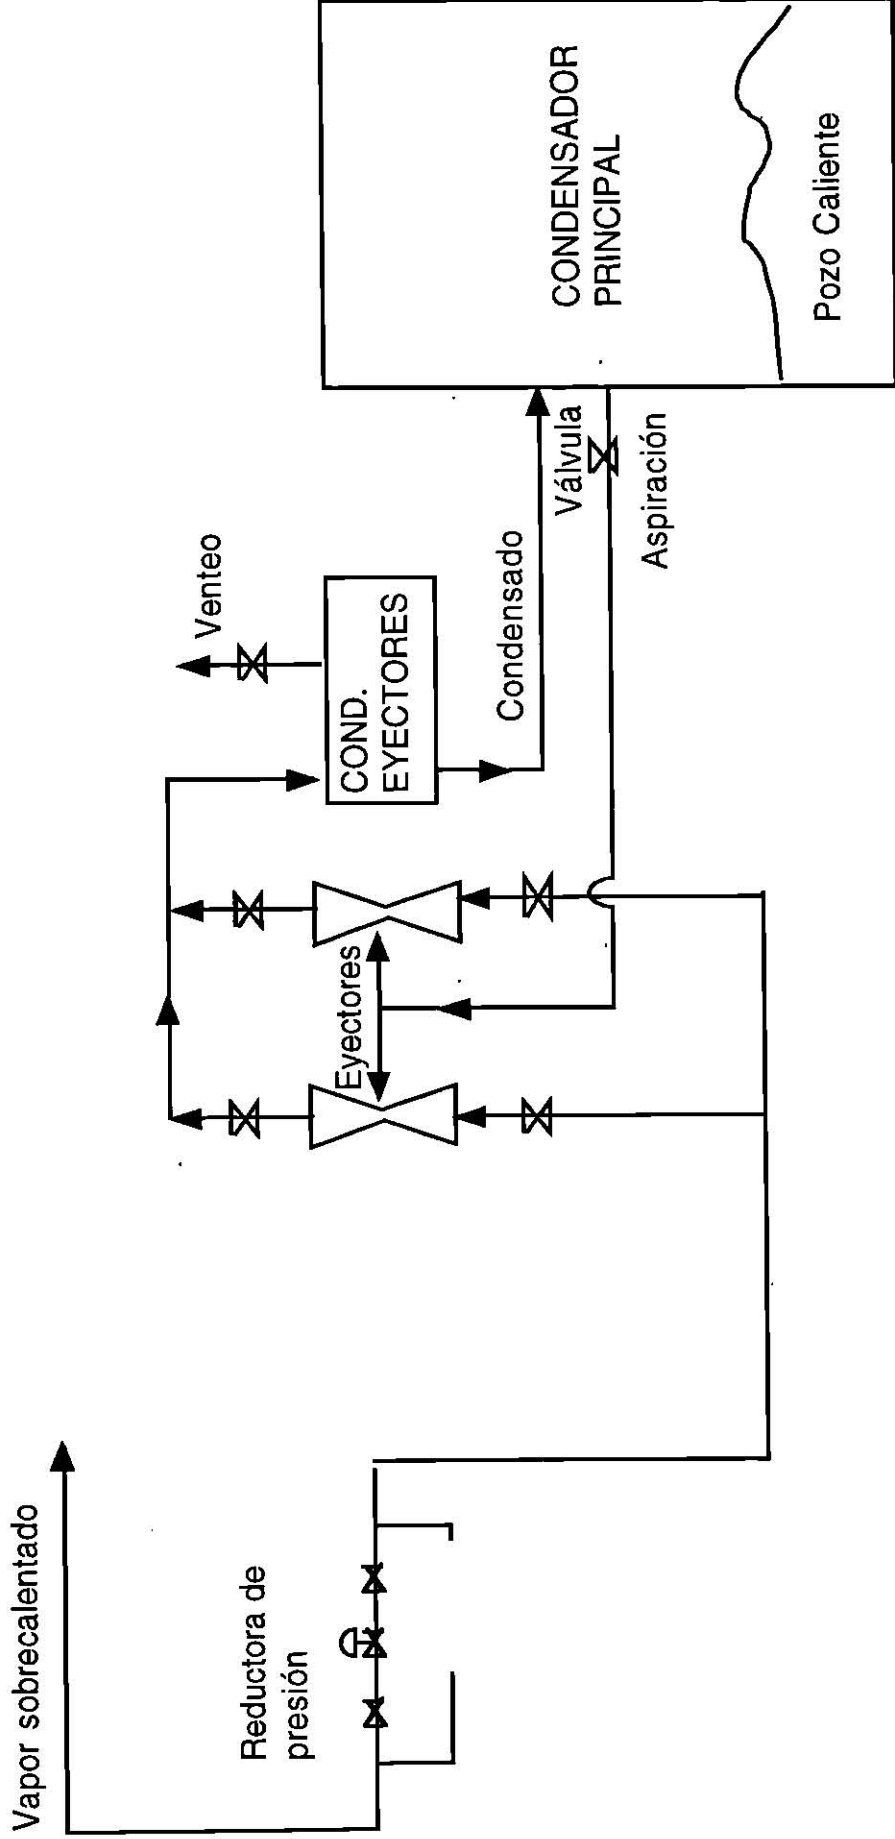 Vapor sobrecalentado
Reductora de
presión
Eyectores
Venteo
COND.
EYECTORES
Condensado
Válvula
Aspiración
CONDENSADOR
PRINCIPAL
Pozo Caliente